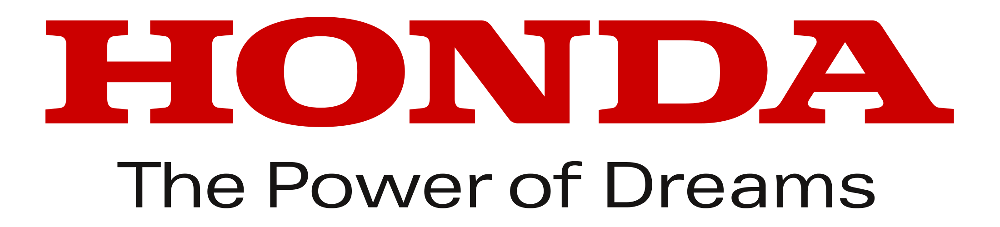 HONDA
The Power of Dreams